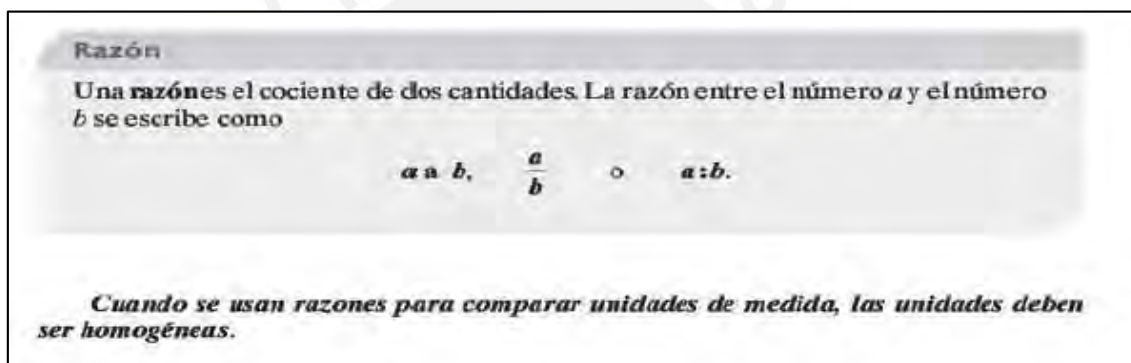 Razón
Una razónes el cociente de dos cantidades. La razón entre el número a y el número
b se escribe como
a a b, a/b o a:b.
Cuando se usan razones para comparar unidades de medida, las unidades deben
ser homogéneas.